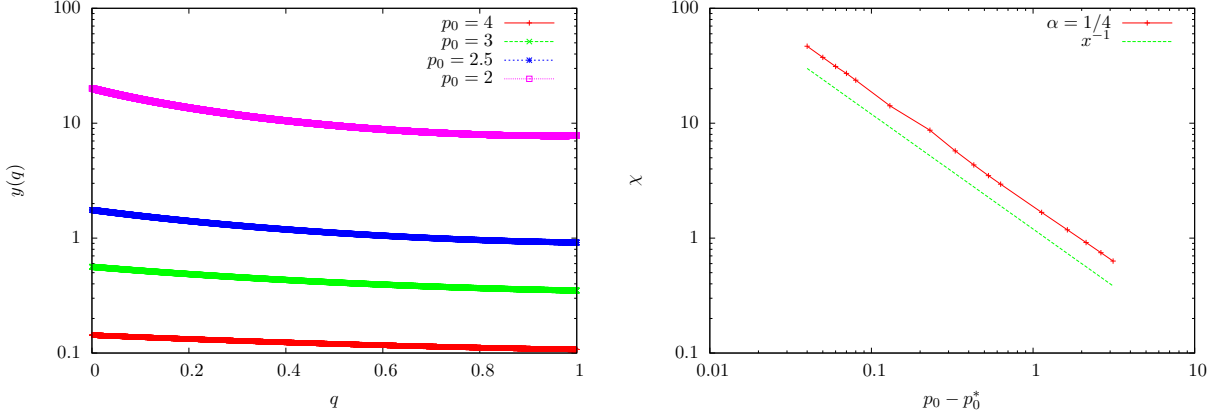 100
10
1
0.1
0
0.2
0.4
0.6
0.8
1
y(q)
q
p₀ = 4
p₀ = 3
p₀ = 2.5
p₀ = 2
100
10
1
0.1
0.01
0.1
1
10
χ
p₀ − p₀*
α = 1/4
x⁻¹